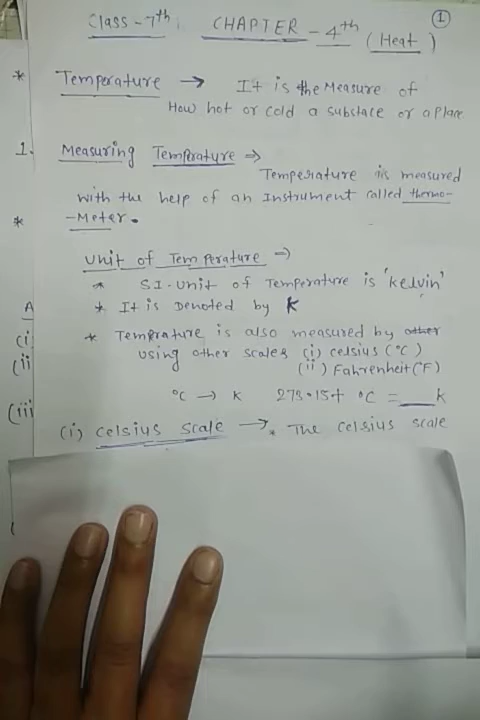 Class - 7th: CHAPTER - 4th (Heat) 1
* Temperature → It is the Measure of
How hot or cold a substace or a place
1. Measuring Temprature ⇒
Temperature is measured
with the help of an Instrument called thermo-
* -Meter.
Unit of Temperature ⇒
* S.I. unit of Temperature is 'kelvin'
* It is Denoted by K
* Temprature is also measured by other
using other scales (i) celsius (°C)
(ii) Fahrenheit (°F)
°C → K 273.15 + °C = __ K
(i) Celsius Scale → * The celsius scale
A
(i
(ii
(iii